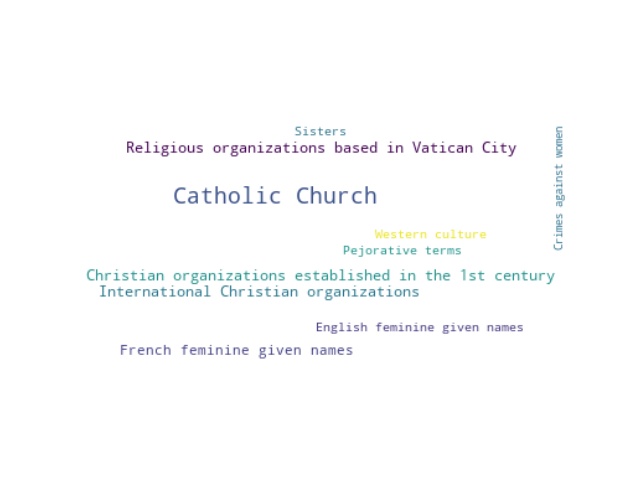 Sisters
Religious organizations based in Vatican City
Crimes against women
Catholic Church
Western culture
Pejorative terms
Christian organizations established in the 1st century
International Christian organizations
English feminine given names
French feminine given names